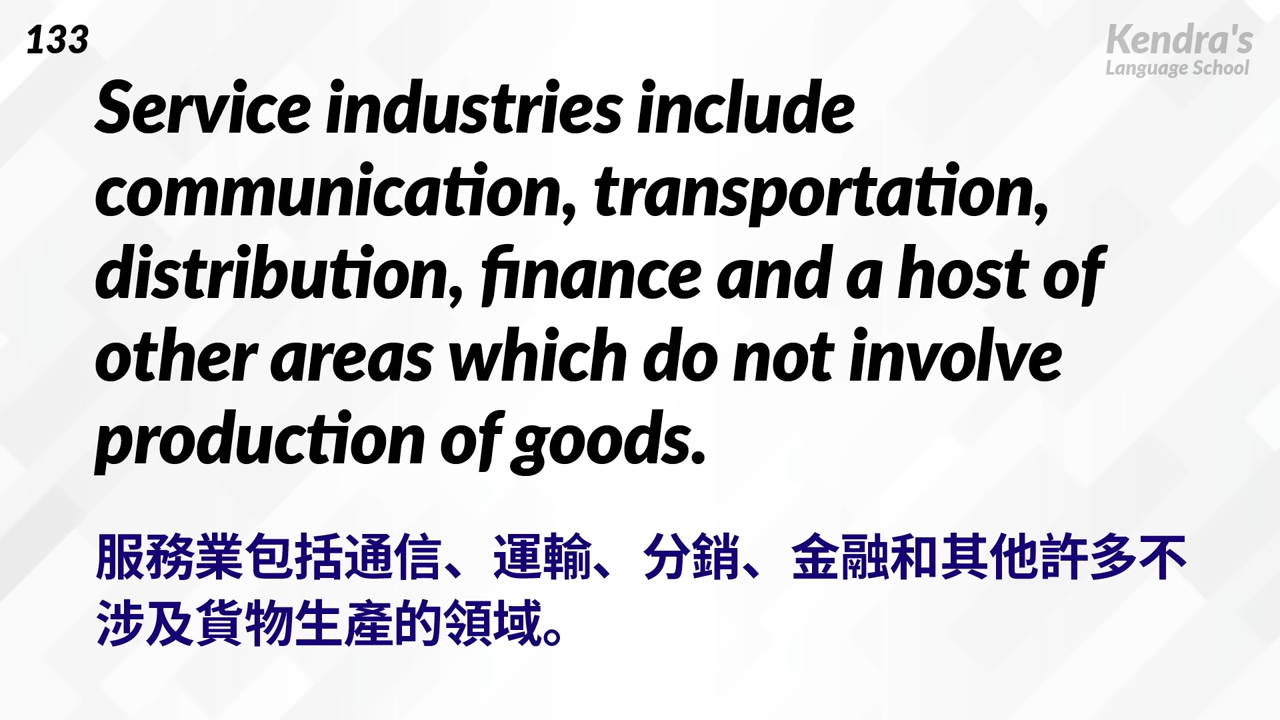 133
Kendra's
Language School
Service industries include
communication, transportation,
distribution, finance and a host of
other areas which do not involve
production of goods.
服務業包括通信、運輸、分銷、金融和其他許多不
涉及貨物生產的領域。